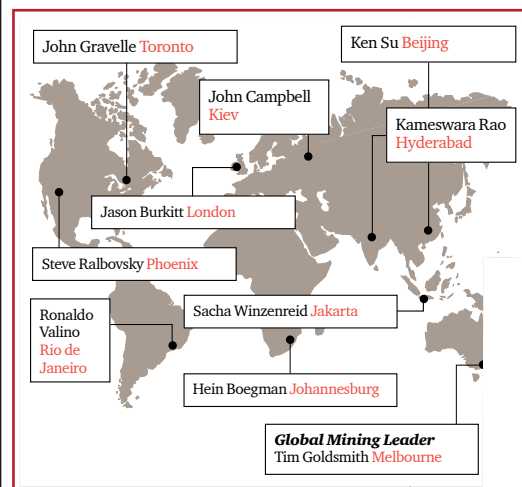 John Gravelle Toronto
Ken Su Beijing
John Campbell
Kiev
Kameswara Rao
Hyderabad
Jason Burkitt London
Steve Ralbovsky Phoenix
Ronaldo
Valino
Rio de
Janeiro
Sacha Winzenreid Jakarta
Hein Boegman Johannesburg
Global Mining Leader
Tim Goldsmith Melbourne